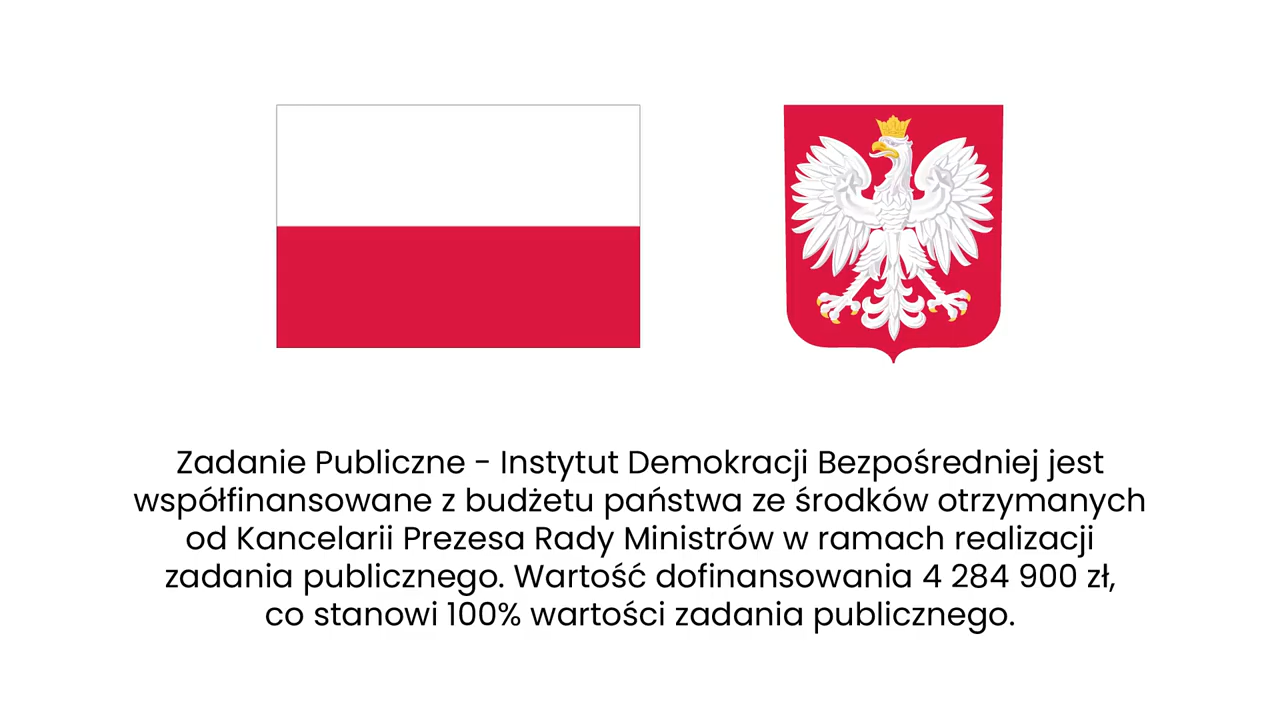 Zadanie Publiczne - Instytut Demokracji Bezpośredniej jest
współfinansowane z budżetu państwa ze środków otrzymanych
od Kancelarii Prezesa Rady Ministrów w ramach realizacji
zadania publicznego. Wartość dofinansowania 4 284 900 zł,
co stanowi 100% wartości zadania publicznego.